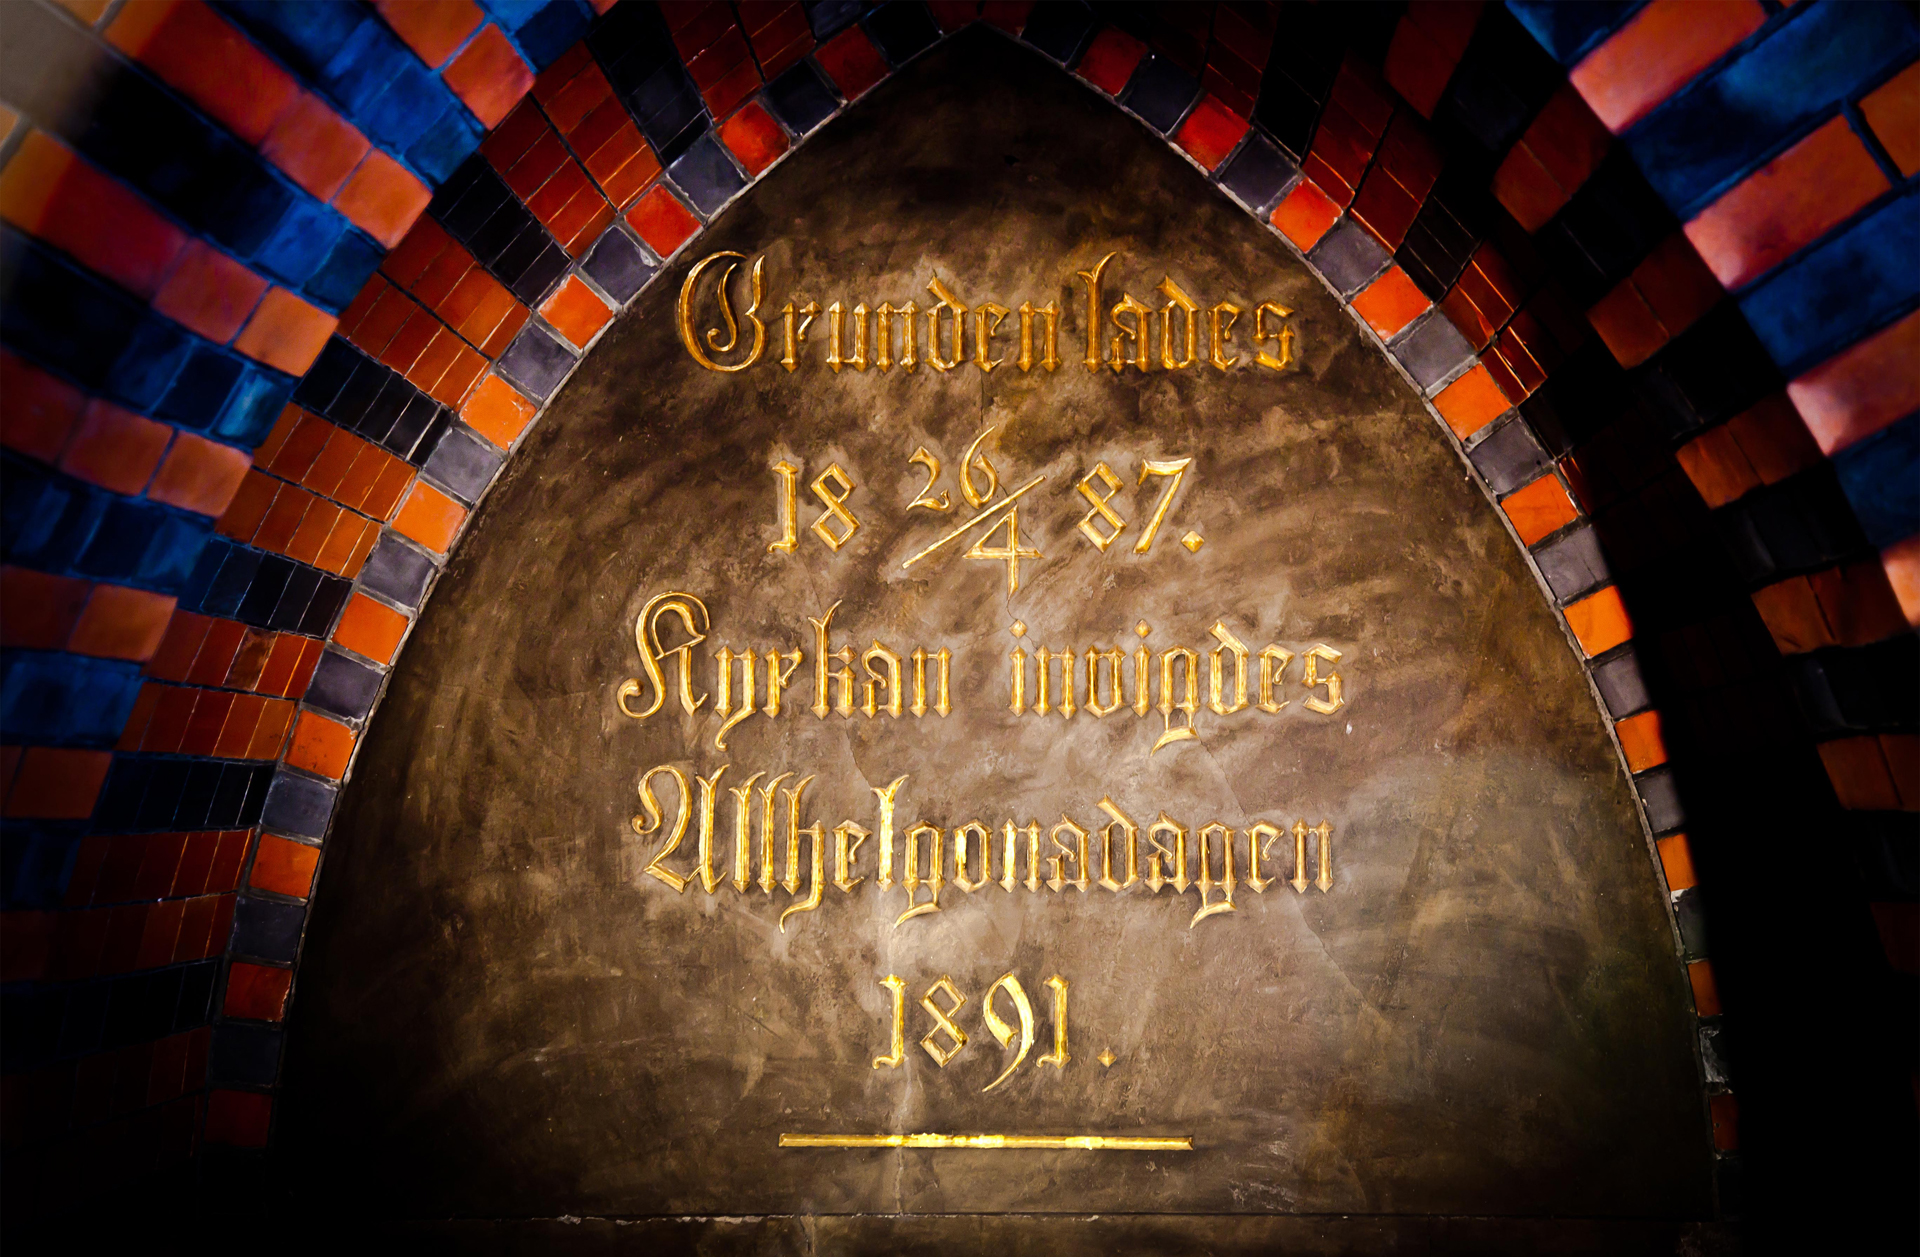 Grunden lades
18 26/4 87.
Kyrkan invigdes
Allhelgonadagen
1891.